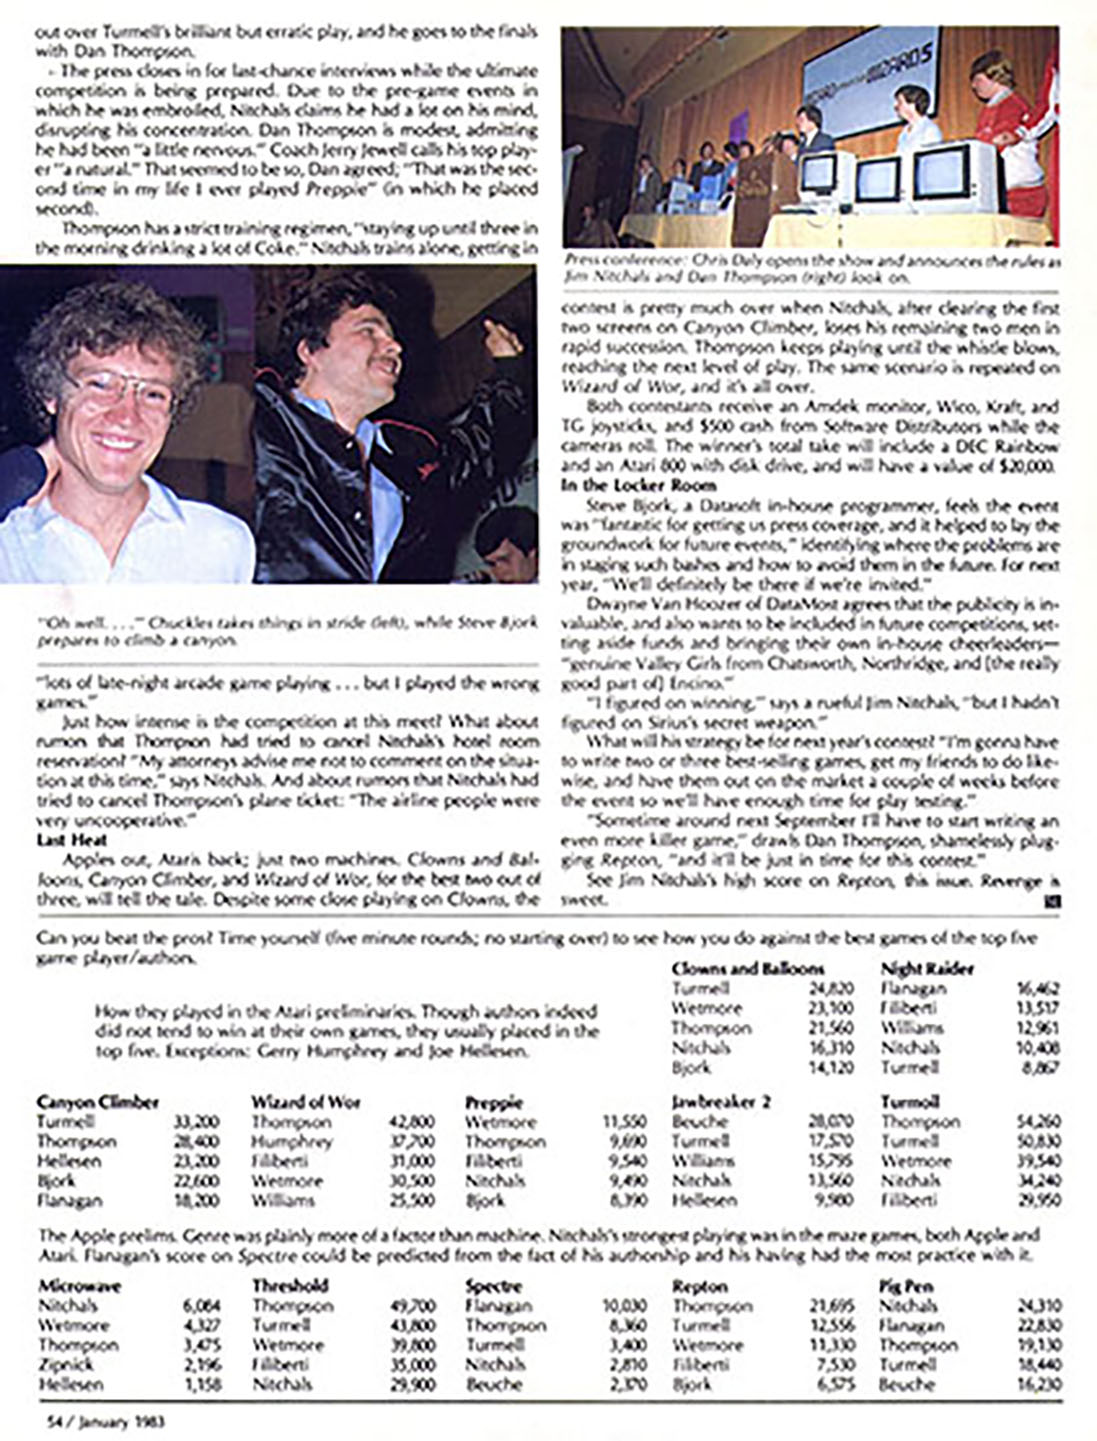 out over Turmell's brilliant but erratic play, and he goes to the finals
with Dan Thompson.
- The press closes in for last-chance interviews while the ultimate
competition is being prepared. Due to the pre-game events in
which he was embroiled, Nitchals claims he had a lot on his mind,
disrupting his concentration. Dan Thompson is modest, admitting
he had been "a little nervous." Coach Jerry Jewell calls his top play-
er "a natural." That seemed to be so, Dan agreed; "That was the sec-
ond time in my life I ever played Preppie" (in which he placed
second).
Thompson has a strict training regimen, "staying up until three in
the morning drinking a lot of Coke." Nitchals trains alone, getting in
"Oh well. . . ." Chuckles takes things in stride (left), while Steve Bjork
prepares to climb a canyon.
"lots of late-night arcade game playing . . . but I played the wrong
games."
Just how intense is the competition at this meet? What about
rumors that Thompson had tried to cancel Nitchals's hotel room
reservation? "My attorneys advise me not to comment on the situa-
tion at this time," says Nitchals. And about rumors that Nitchals had
tried to cancel Thompson's plane ticket: "The airline people were
very uncooperative."
Last Heat
Apples out, Ataris back; just two machines. Clowns and Bal-
loons, Canyon Climber, and Wizard of Wor, for the best two out of
three, will tell the tale. Despite some close playing on Clowns, the
WIZARDS
Press conference: Chris Daly opens the show and announces the rules as
Jim Nitchals and Dan Thompson (right) look on.
contest is pretty much over when Nitchals, after clearing the first
two screens on Canyon Climber, loses his remaining two men in
rapid succession. Thompson keeps playing until the whistle blows,
reaching the next level of play. The same scenario is repeated on
Wizard of Wor, and it's all over.
Both contestants receive an Amdek monitor, Wico, Kraft, and
TG joysticks, and $500 cash from Software Distributors while the
cameras roll. The winner's total take will include a DEC Rainbow
and an Atari 800 with disk drive, and will have a value of $20,000.
In the Locker Room
Steve Bjork, a Datasoft in-house programmer, feels the event
was "fantastic for getting us press coverage, and it helped to lay the
groundwork for future events," identifying where the problems are
in staging such bashes and how to avoid them in the future. For next
year, "We'll definitely be there if we're invited."
Dwayne Van Hoozer of DataMost agrees that the publicity is in-
valuable, and also wants to be included in future competitions, set-
ting aside funds and bringing their own in-house cheerleaders—
"genuine Valley Girls from Chatsworth, Northridge, and [the really
good part of] Encino."
"I figured on winning," says a rueful Jim Nitchals, "but I hadn't
figured on Sirius's secret weapon."
What will his strategy be for next year's contest? "I'm gonna have
to write two or three best-selling games, get my friends to do like-
wise, and have them out on the market a couple of weeks before
the event so we'll have enough time for play testing."
"Sometime around next September I'll have to start writing an
even more killer game," drawls Dan Thompson, shamelessly plug-
ging Repton, "and it'll be just in time for this contest."
See Jim Nitchals's high score on Repton, this issue. Revenge is
sweet.
Can you beat the pros? Time yourself (five minute rounds; no starting over) to see how you do against the best games of the top five
game player/authors.
How they played in the Atari preliminaries. Though authors indeed
did not tend to win at their own games, they usually placed in the
top five. Exceptions: Gerry Humphrey and Joe Hellesen.
Clowns and Balloons Night Raider
Turmell 24,820 Flanagan 16,462
Wetmore 23,100 Filiberti 13,517
Thompson 21,560 Williams 12,961
Nitchals 16,310 Nitchals 10,408
Bjork 14,120 Turmell 8,867
Canyon Climber Wizard of Wor Preppie Jawbreaker 2 Turmoil
Turmell 33,200 Thompson 42,800 Wetmore 11,550 Beuche 28,070 Thompson 54,260
Thompson 28,400 Humphrey 37,700 Thompson 9,690 Turmell 17,570 Turmell 50,830
Hellesen 23,200 Filiberti 31,000 Filiberti 9,540 Williams 15,795 Wetmore 39,540
Bjork 22,600 Wetmore 30,500 Nitchals 9,490 Nitchals 13,560 Nitchals 34,240
Flanagan 18,200 Williams 25,500 Bjork 8,390 Hellesen 9,980 Filiberti 29,950
The Apple prelims. Genre was plainly more of a factor than machine. Nitchals's strongest playing was in the maze games, both Apple and
Atari. Flanagan's score on Spectre could be predicted from the fact of his authorship and his having had the most practice with it.
Microwave Threshold Spectre Repton Pig Pen
Nitchals 6,064 Thompson 49,700 Flanagan 10,030 Thompson 21,695 Nitchals 24,310
Wetmore 4,327 Turmell 43,800 Thompson 8,360 Turmell 12,556 Flanagan 22,830
Thompson 3,475 Wetmore 39,800 Turmell 3,400 Wetmore 11,330 Thompson 19,130
Zipnick 2,196 Filiberti 35,000 Nitchals 2,810 Filiberti 7,530 Turmell 18,440
Hellesen 1,158 Nitchals 29,900 Beuche 2,370 Bjork 6,575 Beuche 16,230
54 / January 1983